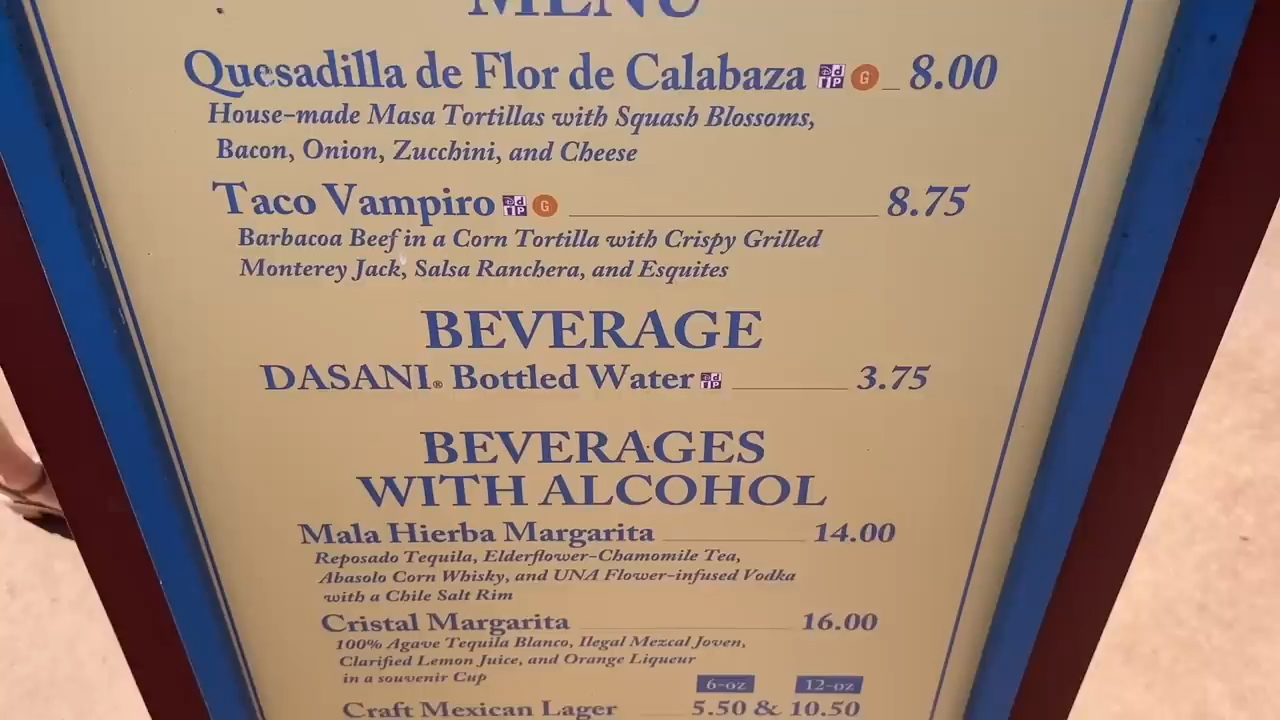 MENU
Quesadilla de Flor de Calabaza G 8.00
House-made Masa Tortillas with Squash Blossoms,
Bacon, Onion, Zucchini, and Cheese
Taco Vampiro G 8.75
Barbacoa Beef in a Corn Tortilla with Crispy Grilled
Monterey Jack, Salsa Ranchera, and Esquites
BEVERAGE
DASANI® Bottled Water 3.75
BEVERAGES
WITH ALCOHOL
Mala Hierba Margarita 14.00
Reposado Tequila, Elderflower-Chamomile Tea,
Abasolo Corn Whisky, and UNA Flower-infused Vodka
with a Chile Salt Rim
Cristal Margarita 16.00
100% Agave Tequila Blanco, Ilegal Mezcal Joven,
Clarified Lemon Juice, and Orange Liqueur
in a souvenir Cup
6-oz 12-oz
Craft Mexican Lager 5.50 & 10.50